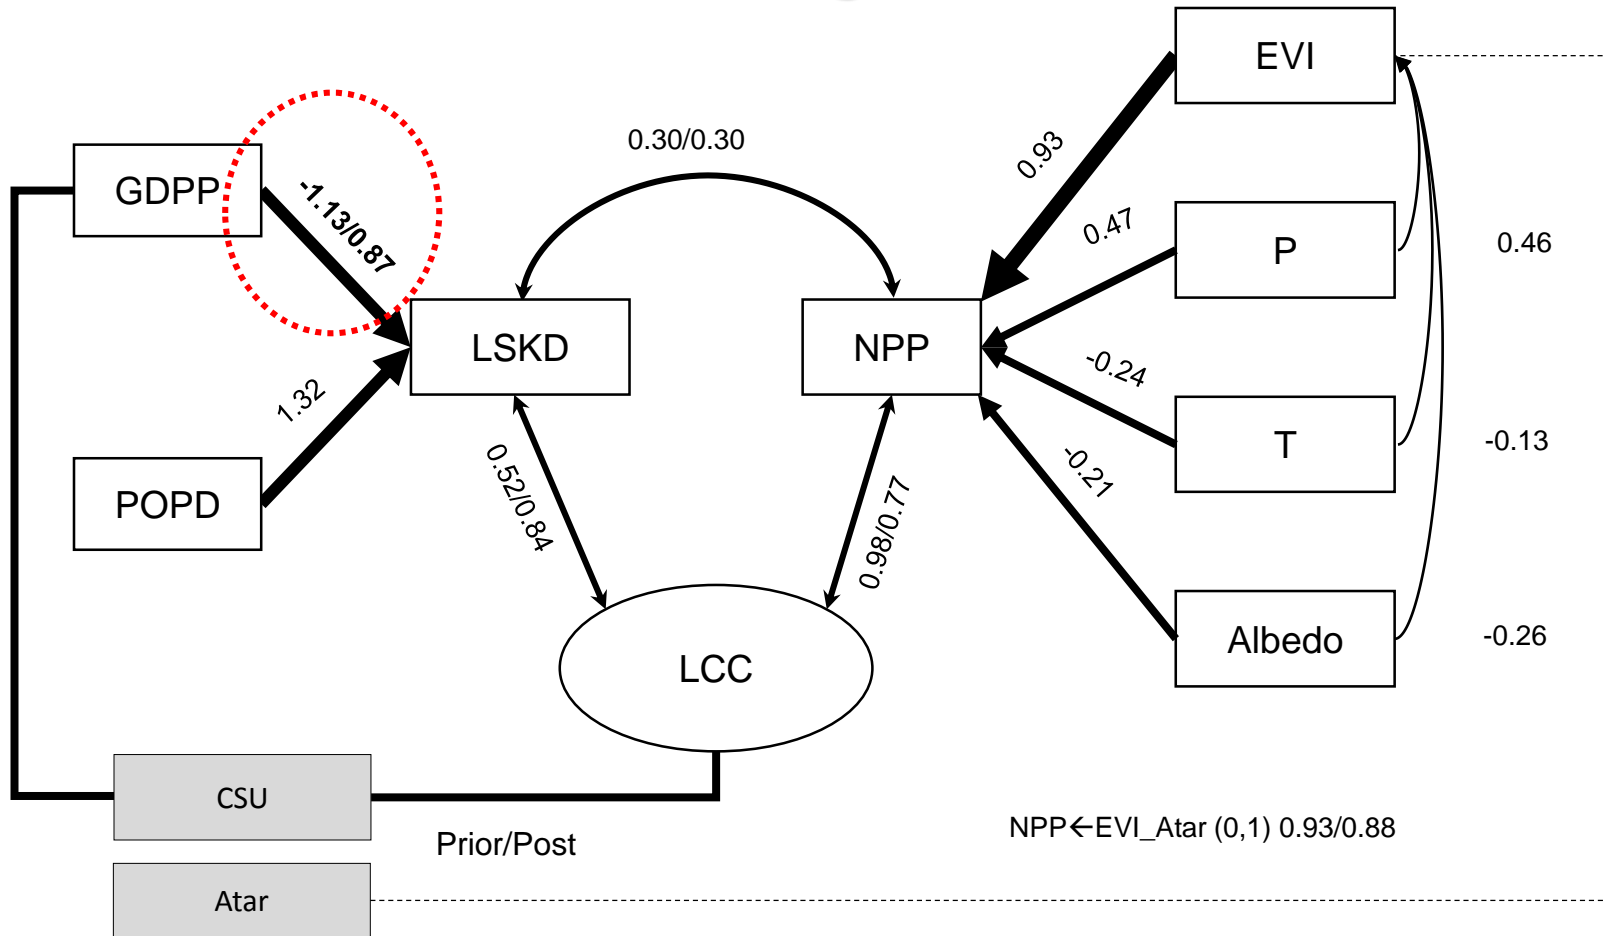 EVI
0.30/0.30
0.93
GDPP
-1.13/0.87
0.47
P
0.46
LSKD
NPP
-0.24
1.32
T
-0.13
POPD
0.52/0.84
0.98/0.77
-0.21
LCC
Albedo
-0.26
CSU
Prior/Post
NPP←EVI_Atar (0,1) 0.93/0.88
Atar